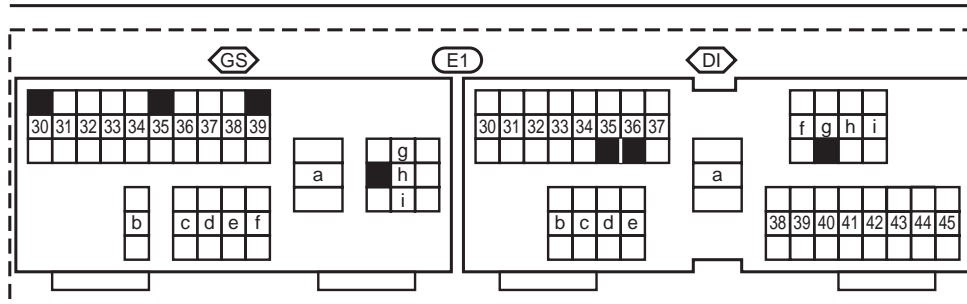 GS E1 DI
30 31 32 33 34 35 36 37 38 39
a
g
h
i
b
c d e f
30 31 32 33 34 35 36 37
f g h i
a
b c d e
38 39 40 41 42 43 44 45